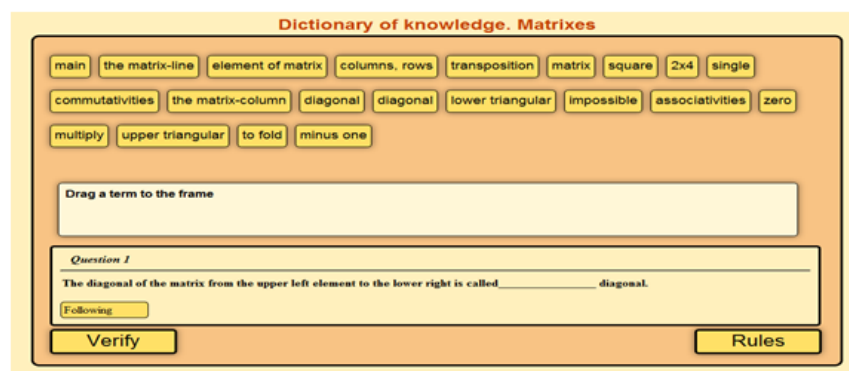 Dictionary of knowledge. Matrixes
main the matrix-line element of matrix columns, rows transposition matrix square 2x4 single
commutativities the matrix-column diagonal diagonal lower triangular impossible associativities zero
multiply upper triangular to fold minus one
Drag a term to the frame
Question 1
The diagonal of the matrix from the upper left element to the lower right is called_______________ diagonal.
Following
Verify Rules